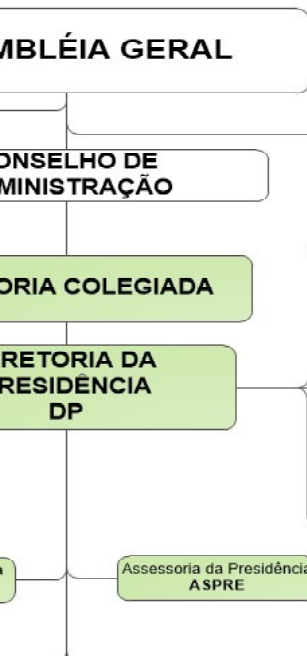 MBLÉIA GERAL
ONSELHO DE
MINISTRAÇÃO
ORIA COLEGIADA
RETORIA DA
RESIDÊNCIA
DP
a
Assessoria da Presidência
ASPRE